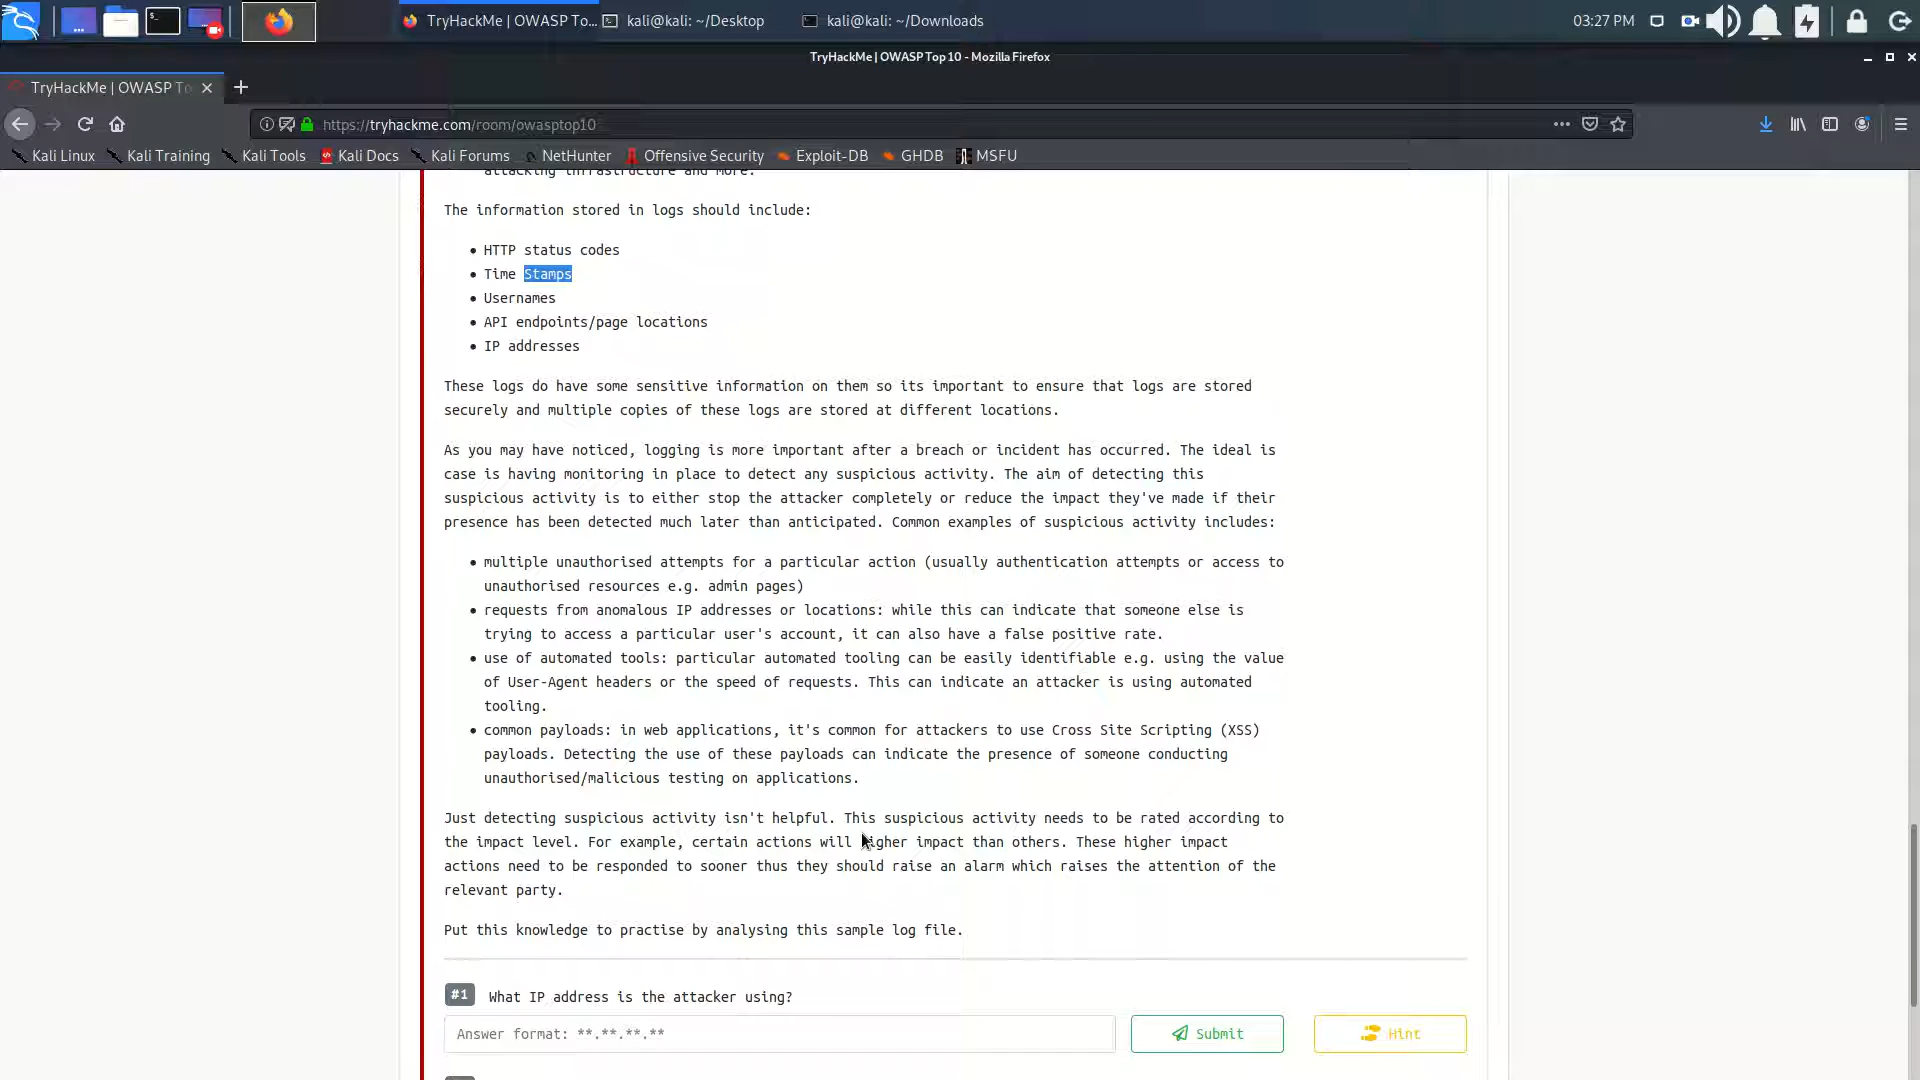 TryHackMe | OWASP To...
kali@kali: ~/Desktop
kali@kali: ~/Downloads
03:27 PM
TryHackMe | OWASP Top 10 - Mozilla Firefox
TryHackMe | OWASP To
https://tryhackme.com/room/owasptop10
Kali Linux
Kali Training
Kali Tools
Kali Docs
Kali Forums
NetHunter
Offensive Security
Exploit-DB
GHDB
MSFU
attacking infrastructure and more.
The information stored in logs should include:
• HTTP status codes
• Time Stamps
• Usernames
• API endpoints/page locations
• IP addresses
These logs do have some sensitive information on them so its important to ensure that logs are stored
securely and multiple copies of these logs are stored at different locations.
As you may have noticed, logging is more important after a breach or incident has occurred. The ideal is
case is having monitoring in place to detect any suspicious activity. The aim of detecting this
suspicious activity is to either stop the attacker completely or reduce the impact they've made if their
presence has been detected much later than anticipated. Common examples of suspicious activity includes:
• multiple unauthorised attempts for a particular action (usually authentication attempts or access to
unauthorised resources e.g. admin pages)
• requests from anomalous IP addresses or locations: while this can indicate that someone else is
trying to access a particular user's account, it can also have a false positive rate.
• use of automated tools: particular automated tooling can be easily identifiable e.g. using the value
of User-Agent headers or the speed of requests. This can indicate an attacker is using automated
tooling.
• common payloads: in web applications, it's common for attackers to use Cross Site Scripting (XSS)
payloads. Detecting the use of these payloads can indicate the presence of someone conducting
unauthorised/malicious testing on applications.
Just detecting suspicious activity isn't helpful. This suspicious activity needs to be rated according to
the impact level. For example, certain actions will higher impact than others. These higher impact
actions need to be responded to sooner thus they should raise an alarm which raises the attention of the
relevant party.
Put this knowledge to practise by analysing this sample log file.
#1 What IP address is the attacker using?
Answer format: **.**.**.**
Submit
Hint